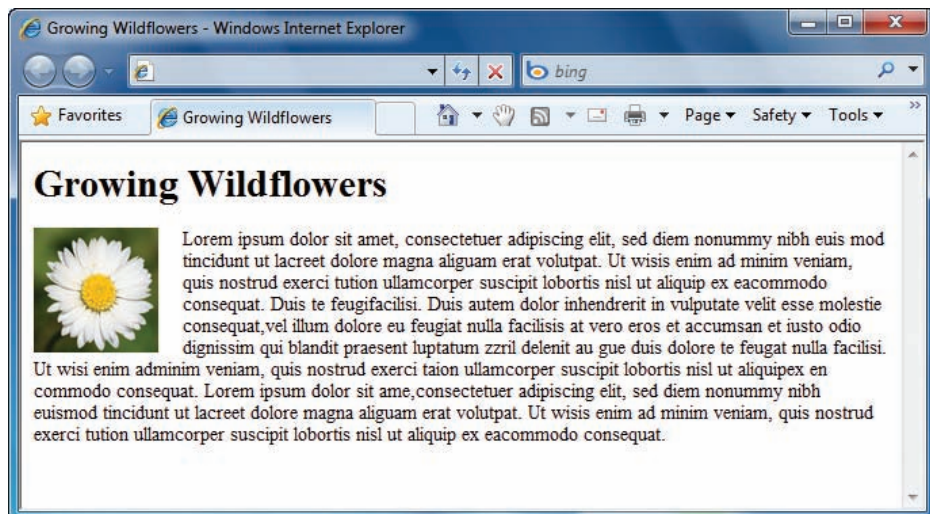 Growing Wildflowers - Windows Internet Explorer
bing
Favorites Growing Wildflowers Page Safety Tools
Growing Wildflowers
Lorem ipsum dolor sit amet, consectetuer adipiscing elit, sed diem nonummy nibh euis mod
tincidunt ut lacreet dolore magna aliguam erat volutpat. Ut wisis enim ad minim veniam,
quis nostrud exerci tution ullamcorper suscipit lobortis nisl ut aliquip ex eacommodo
consequat. Duis te feugifacilisi. Duis autem dolor inhendrerit in vulputate velit esse molestie
consequat,vel illum dolore eu feugiat nulla facilisis at vero eros et accumsan et iusto odio
dignissim qui blandit praesent luptatum zzril delenit au gue duis dolore te feugat nulla facilisi.
Ut wisi enim adminim veniam, quis nostrud exerci taion ullamcorper suscipit lobortis nisl ut aliquipex en
commodo consequat. Lorem ipsum dolor sit ame,consectetuer adipiscing elit, sed diem nonummy nibh
euismod tincidunt ut lacreet dolore magna aliguam erat volutpat. Ut wisis enim ad minim veniam, quis nostrud
exerci tution ullamcorper suscipit lobortis nisl ut aliquip ex eacommodo consequat.